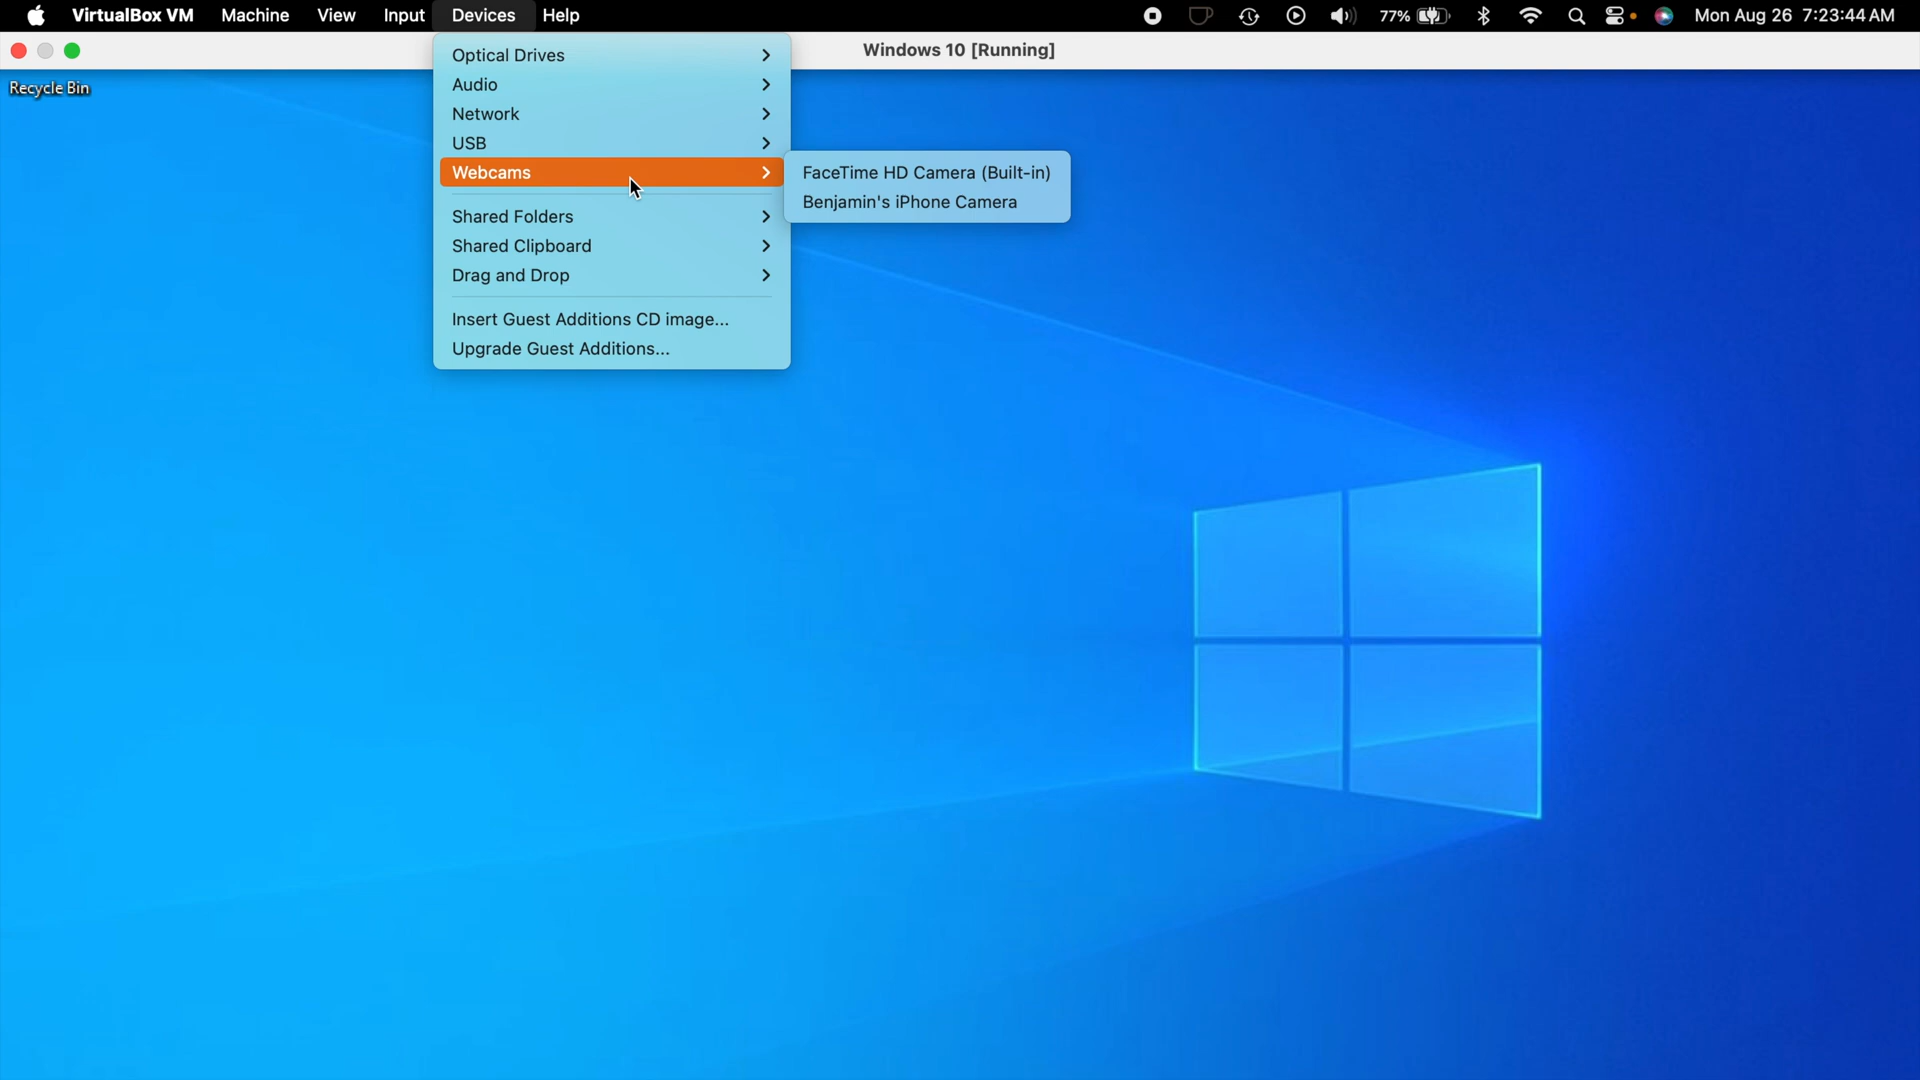 VirtualBox VM Machine View Input Devices Help 77% Mon Aug 26 7:23:44 AM
Windows 10 [Running]
Recycle Bin
Optical Drives
Audio
Network
USB
Webcams
FaceTime HD Camera (Built-in)
Benjamin's iPhone Camera
Shared Folders
Shared Clipboard
Drag and Drop
Insert Guest Additions CD image...
Upgrade Guest Additions...